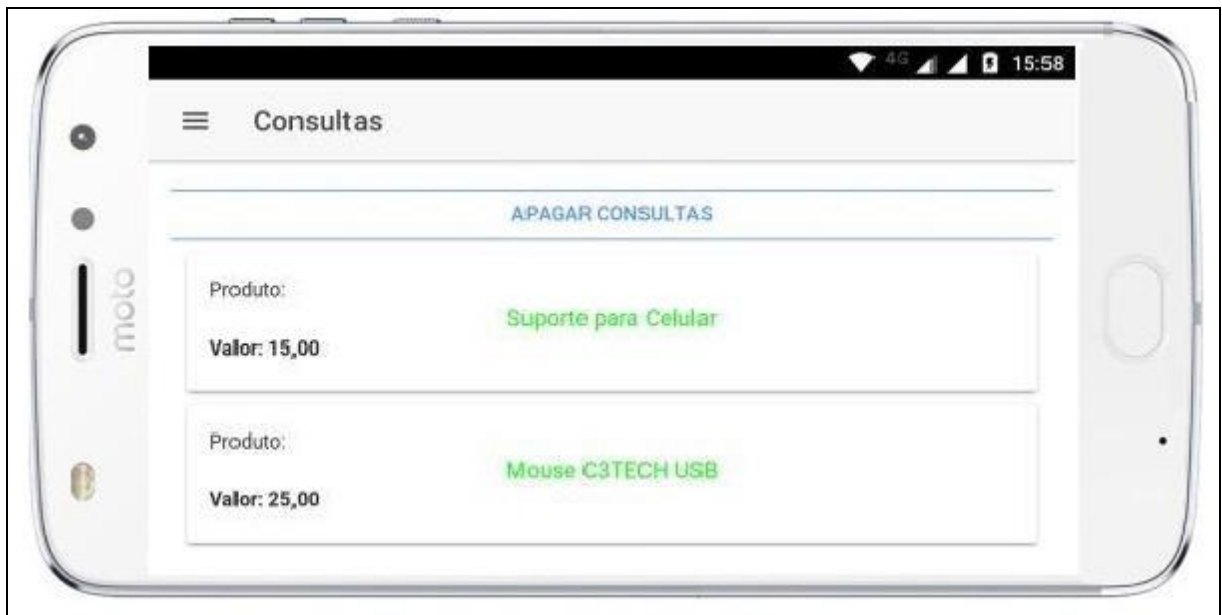 4G 15:58
Consultas
APAGAR CONSULTAS
Produto:
Suporte para Celular
Valor: 15,00
Produto:
Mouse C3TECH USB
Valor: 25,00
moto